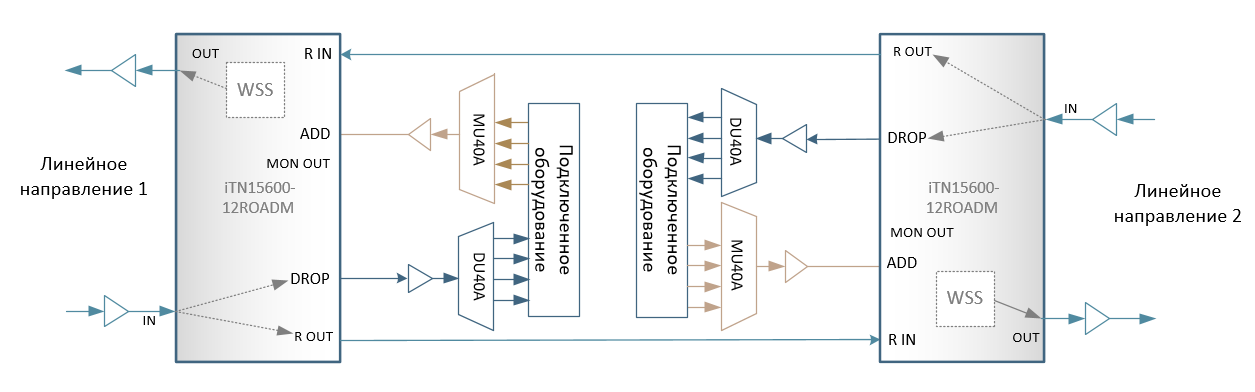 Линейное
направление 1
OUT
WSS
R IN
ADD
MON OUT
iTN15600-
12ROADM
DROP
IN
R OUT
MU40A
Подключенное
оборудование
DU40A
Подключенное
оборудование
DU40A
MU40A
R OUT
IN
DROP
iTN15600-
12ROADM
MON OUT
ADD
WSS
OUT
R IN
Линейное
направление 2